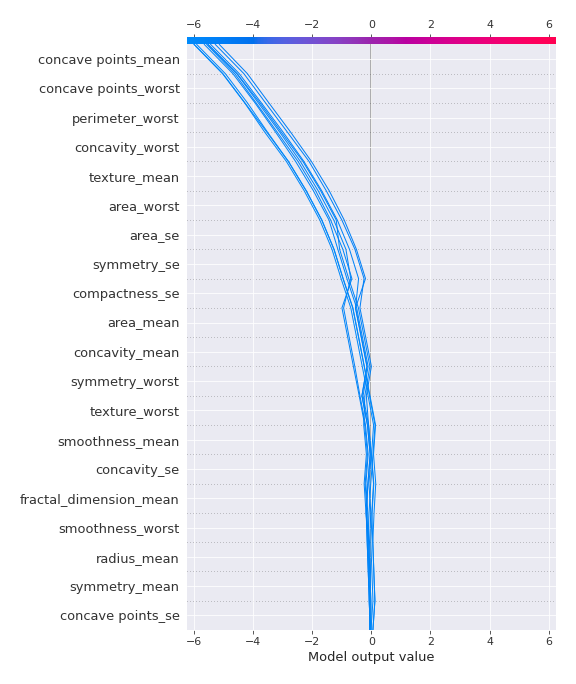 −6 −4 −2 0 2 4 6
concave points_mean
concave points_worst
perimeter_worst
concavity_worst
texture_mean
area_worst
area_se
symmetry_se
compactness_se
area_mean
concavity_mean
symmetry_worst
texture_worst
smoothness_mean
concavity_se
fractal_dimension_mean
smoothness_worst
radius_mean
symmetry_mean
concave points_se
−6 −4 −2 0 2 4 6
Model output value